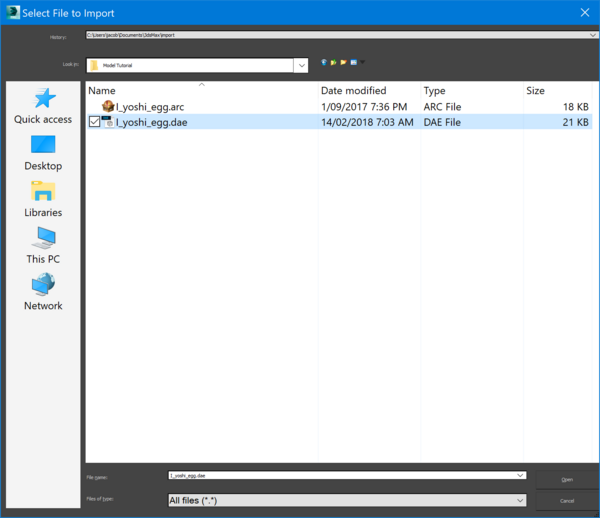 Select File to Import
History: C:\Users\jacob\Documents\3dsMax\import
Look in: Model Tutorial
Name Date modified Type Size
I_yoshi_egg.arc 1/09/2017 7:36 PM ARC File 18 KB
I_yoshi_egg.dae 14/02/2018 7:03 AM DAE File 21 KB
Quick access
Desktop
Libraries
This PC
Network
File name: I_yoshi_egg.dae Open
Files of type: All files (*.*) Cancel